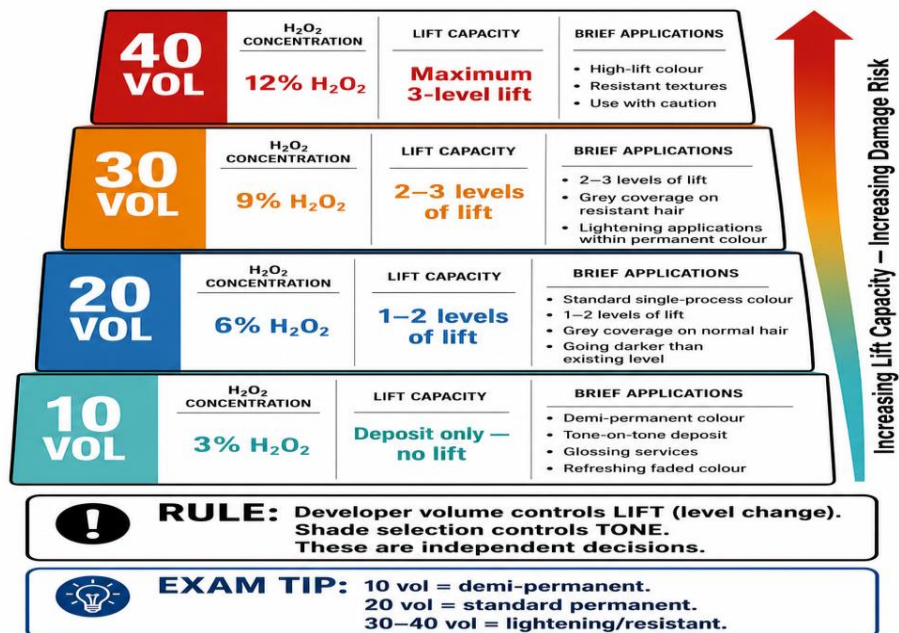 40
VOL
H₂O₂
CONCENTRATION
12% H₂O₂
LIFT CAPACITY
Maximum
3-level lift
BRIEF APPLICATIONS
• High-lift colour
• Resistant textures
• Use with caution
30
VOL
H₂O₂
CONCENTRATION
9% H₂O₂
LIFT CAPACITY
2–3 levels
of lift
BRIEF APPLICATIONS
• 2–3 levels of lift
• Grey coverage on
resistant hair
• Lightening applications
within permanent colour
20
VOL
H₂O₂
CONCENTRATION
6% H₂O₂
LIFT CAPACITY
1–2 levels
of lift
BRIEF APPLICATIONS
• Standard single-process colour
• 1–2 levels of lift
• Grey coverage on normal hair
• Going darker than
existing level
10
VOL
H₂O₂
CONCENTRATION
3% H₂O₂
LIFT CAPACITY
Deposit only —
no lift
BRIEF APPLICATIONS
• Demi-permanent colour
• Tone-on-tone deposit
• Glossing services
• Refreshing faded colour
Increasing Lift Capacity – Increasing Damage Risk
! RULE: Developer volume controls LIFT (level change).
Shade selection controls TONE.
These are independent decisions.
EXAM TIP: 10 vol = demi-permanent.
20 vol = standard permanent.
30–40 vol = lightening/resistant.